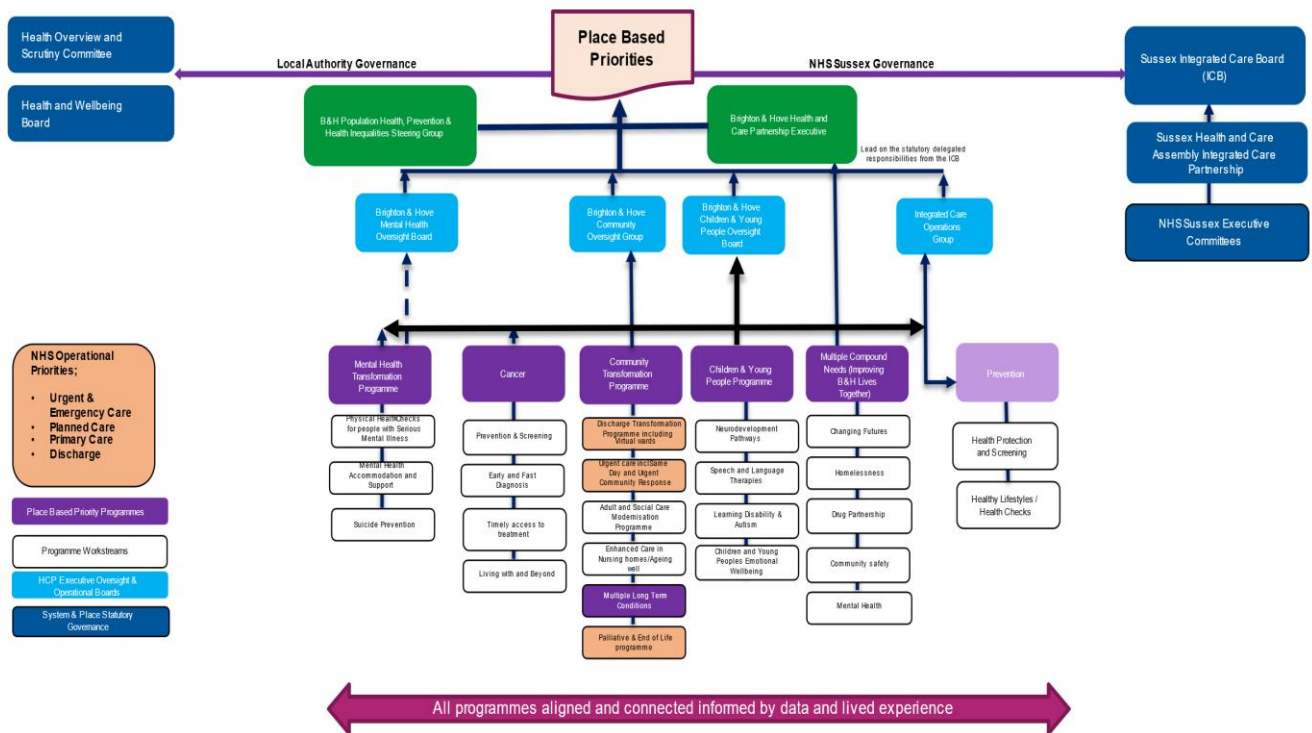 Health Overview and
Scrutiny Committee
Health and Wellbeing
Board
Local Authority Governance
Place Based
Priorities
NHS Sussex Governance
Sussex Integrated Care Board
(ICB)
Sussex Health and Care
Assembly Integrated Care
Partnership
NHS Sussex Executive
Committees
B&H Population Health, Prevention &
Health Inequalities Steering Group
Brighton & Hove Health and
Care Partnership Executive
Lead on the statutory delegated
responsibilities from the ICB
Brighton & Hove
Mental Health
Oversight Board
Brighton & Hove
Community
Oversight Group
Brighton & Hove
Children & Young
People Oversight
Board
Integrated Care
Operations
Group
NHS Operational
Priorities;
• Urgent &
Emergency Care
• Planned Care
• Primary Care
• Discharge
Place Based Priority Programmes
Programme Workstreams
HCP Executive Oversight &
Operational Boards
System & Place Statutory
Governance
Mental Health
Transformation
Programme
Physical Health Checks
for people with Serious
Mental Illness
Mental Health
Accommodation and
Support
Suicide Prevention
Cancer
Prevention & Screening
Early and Fast
Diagnosis
Timely access to
treatment
Living with and Beyond
Community
Transformation
Programme
Discharge Transformation
Programme including
Virtual wards
Urgent care incl Same
Day and Urgent
Community Response
Adult and Social Care
Modernisation
Programme
Enhanced Care in
Nursing homes/Ageing
well
Multiple Long Term
Conditions
Palliative & End of Life
programme
Children & Young
People Programme
Neurodevelopment
Pathways
Speech and Language
Therapies
Learning Disability &
Autism
Children and Young
Peoples Emotional
Wellbeing
Multiple Compound
Needs (Improving
B&H Lives
Together)
Changing Futures
Homelessness
Drug Partnership
Community safety
Mental Health
Prevention
Health Protection
and Screening
Healthy Lifestyles /
Health Checks
All programmes aligned and connected informed by data and lived experience